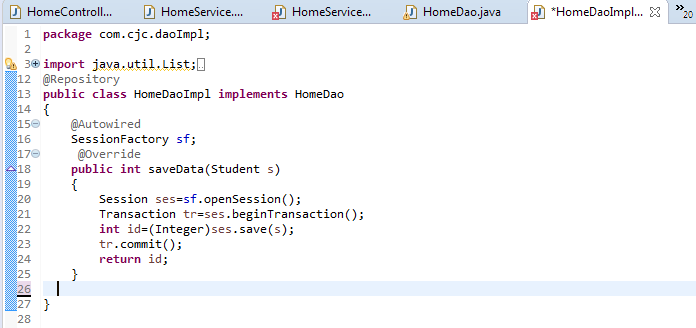 HomeControll... HomeService.... HomeService... HomeDao.java *HomeDaoImpl... »20
1 package com.cjc.daoImpl;
2
3 import java.util.List;
12 @Repository
13 public class HomeDaoImpl implements HomeDao
14 {
15 @Autowired
16 SessionFactory sf;
17 @Override
18 public int saveData(Student s)
19 {
20 Session ses=sf.openSession();
21 Transaction tr=ses.beginTransaction();
22 int id=(Integer)ses.save(s);
23 tr.commit();
24 return id;
25 }
26
27 }
28